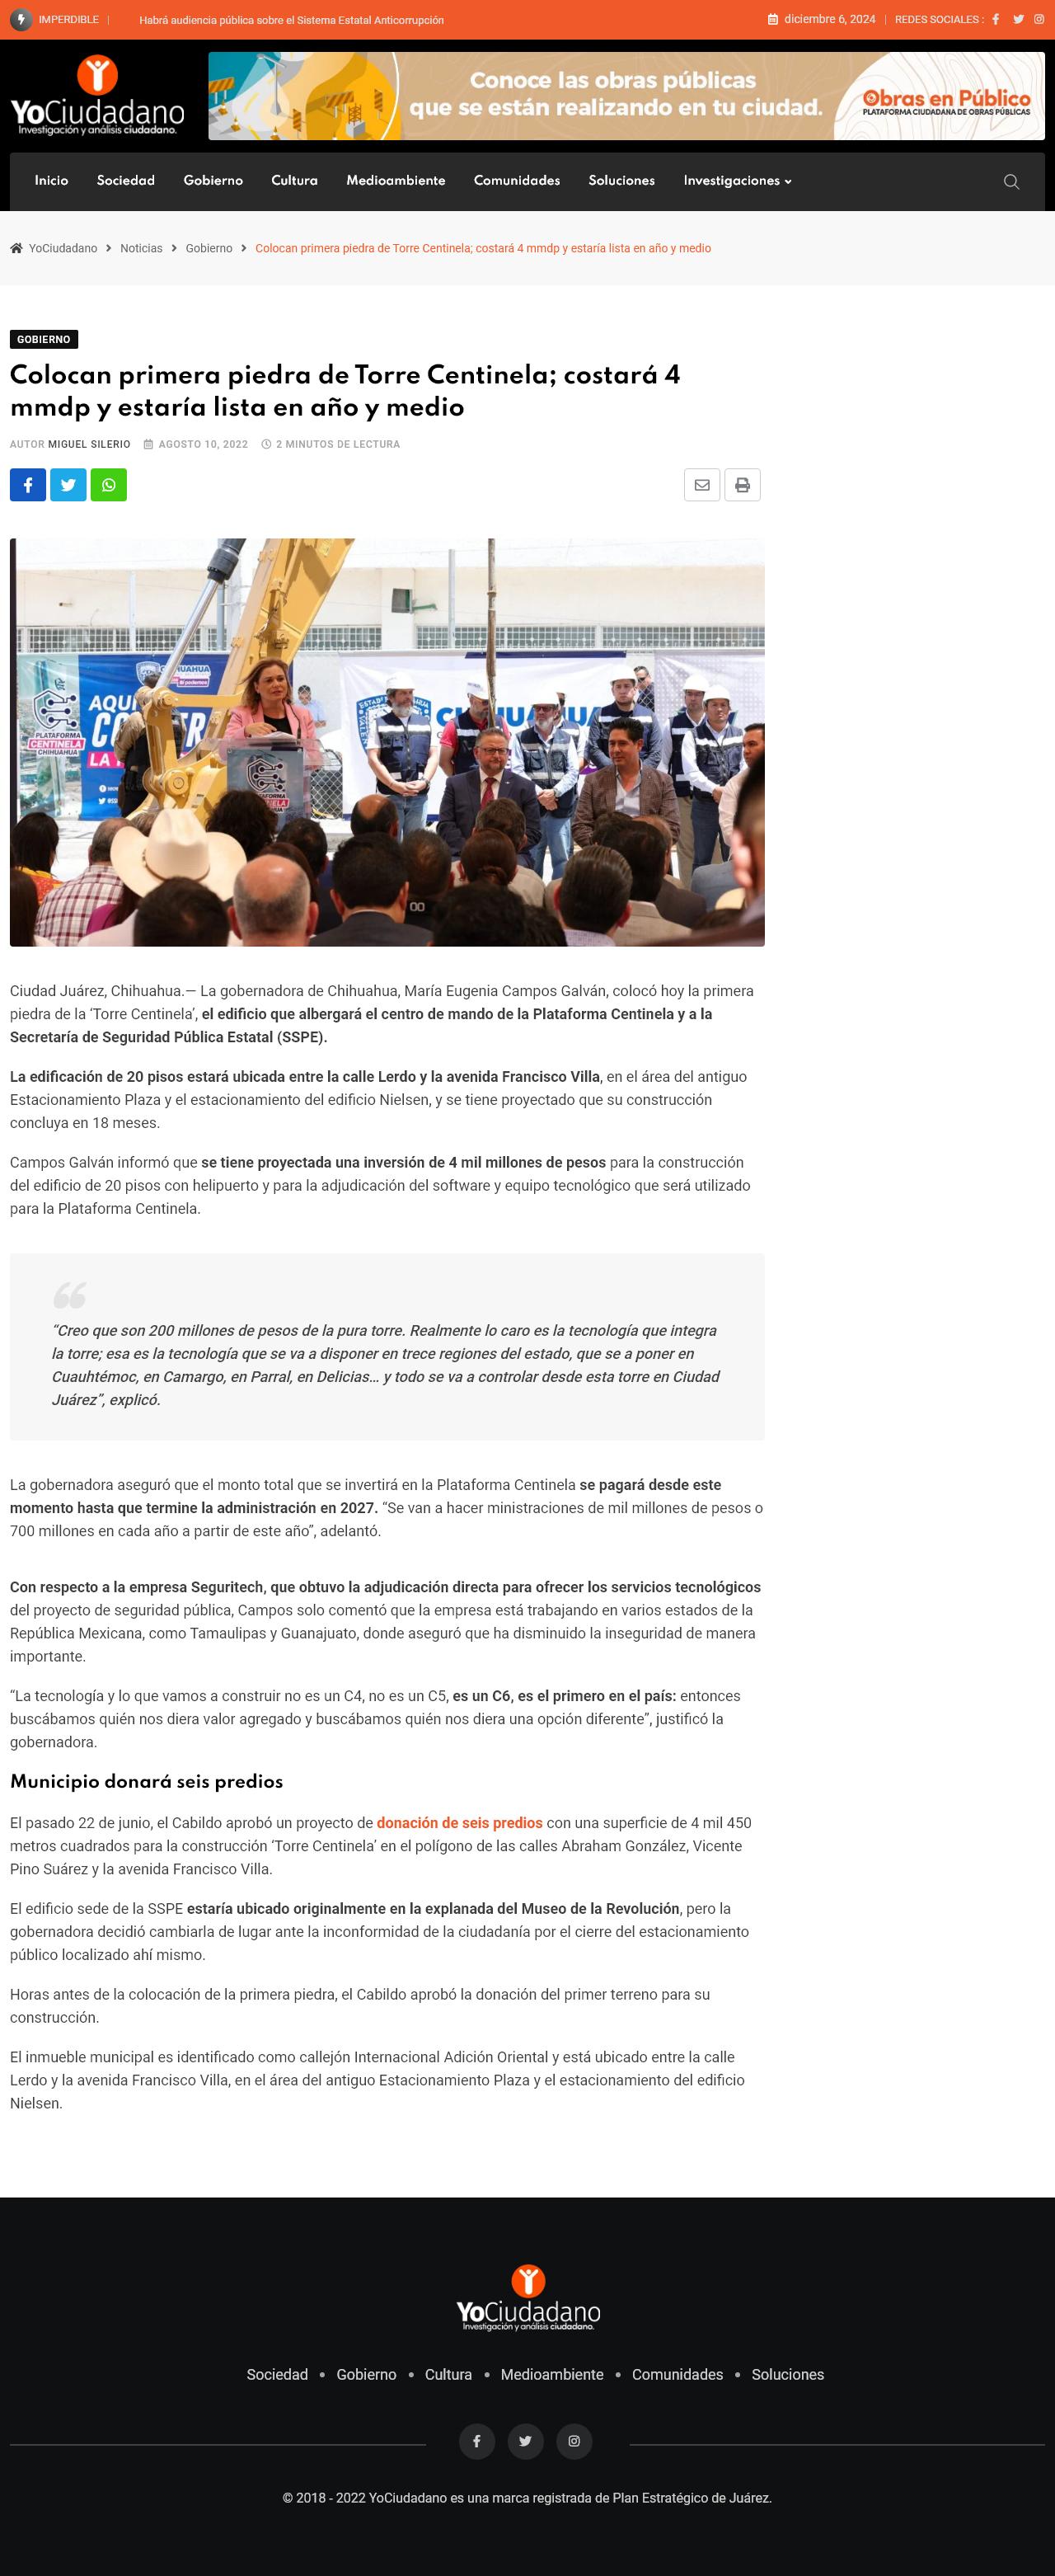 IMPERDIBLE | Habrá audiencia pública sobre el Sistema Estatal Anticorrupción
diciembre 6, 2024 | REDES SOCIALES :
YoCiudadano
Investigación y análisis ciudadano.
Conoce las obras públicas
que se están realizando en tu ciudad.
Obras en Público
PLATAFORMA CIUDADANA DE OBRAS PÚBLICAS
Inicio Sociedad Gobierno Cultura Medioambiente Comunidades Soluciones Investigaciones
YoCiudadano > Noticias > Gobierno > Colocan primera piedra de Torre Centinela; costará 4 mmdp y estaría lista en año y medio
GOBIERNO
Colocan primera piedra de Torre Centinela; costará 4
mmdp y estaría lista en año y medio
AUTOR MIGUEL SILERIO AGOSTO 10, 2022 2 MINUTOS DE LECTURA
CHIHUAHUA
PLATAFORMA
CENTINELA
CHIHUAHUA
Ciudad Juárez, Chihuahua.— La gobernadora de Chihuahua, María Eugenia Campos Galván, colocó hoy la primera
piedra de la ‘Torre Centinela’, el edificio que albergará el centro de mando de la Plataforma Centinela y a la
Secretaría de Seguridad Pública Estatal (SSPE).
La edificación de 20 pisos estará ubicada entre la calle Lerdo y la avenida Francisco Villa, en el área del antiguo
Estacionamiento Plaza y el estacionamiento del edificio Nielsen, y se tiene proyectado que su construcción
concluya en 18 meses.
Campos Galván informó que se tiene proyectada una inversión de 4 mil millones de pesos para la construcción
del edificio de 20 pisos con helipuerto y para la adjudicación del software y equipo tecnológico que será utilizado
para la Plataforma Centinela.
“Creo que son 200 millones de pesos de la pura torre. Realmente lo caro es la tecnología que integra
la torre; esa es la tecnología que se va a disponer en trece regiones del estado, que se a poner en
Cuauhtémoc, en Camargo, en Parral, en Delicias… y todo se va a controlar desde esta torre en Ciudad
Juárez”, explicó.
La gobernadora aseguró que el monto total que se invertirá en la Plataforma Centinela se pagará desde este
momento hasta que termine la administración en 2027. “Se van a hacer ministraciones de mil millones de pesos o
700 millones en cada año a partir de este año”, adelantó.
Con respecto a la empresa Seguritech, que obtuvo la adjudicación directa para ofrecer los servicios tecnológicos
del proyecto de seguridad pública, Campos solo comentó que la empresa está trabajando en varios estados de la
República Mexicana, como Tamaulipas y Guanajuato, donde aseguró que ha disminuido la inseguridad de manera
importante.
“La tecnología y lo que vamos a construir no es un C4, no es un C5, es un C6, es el primero en el país: entonces
buscábamos quién nos diera valor agregado y buscábamos quién nos diera una opción diferente”, justificó la
gobernadora.
Municipio donará seis predios
El pasado 22 de junio, el Cabildo aprobó un proyecto de donación de seis predios con una superficie de 4 mil 450
metros cuadrados para la construcción ‘Torre Centinela’ en el polígono de las calles Abraham González, Vicente
Pino Suárez y la avenida Francisco Villa.
El edificio sede de la SSPE estaría ubicado originalmente en la explanada del Museo de la Revolución, pero la
gobernadora decidió cambiarla de lugar ante la inconformidad de la ciudadanía por el cierre del estacionamiento
público localizado ahí mismo.
Horas antes de la colocación de la primera piedra, el Cabildo aprobó la donación del primer terreno para su
construcción.
El inmueble municipal es identificado como callejón Internacional Adición Oriental y está ubicado entre la calle
Lerdo y la avenida Francisco Villa, en el área del antiguo Estacionamiento Plaza y el estacionamiento del edificio
Nielsen.
YoCiudadano
Investigación y análisis ciudadano.
Sociedad • Gobierno • Cultura • Medioambiente • Comunidades • Soluciones
© 2018 - 2022 YoCiudadano es una marca registrada de Plan Estratégico de Juárez.